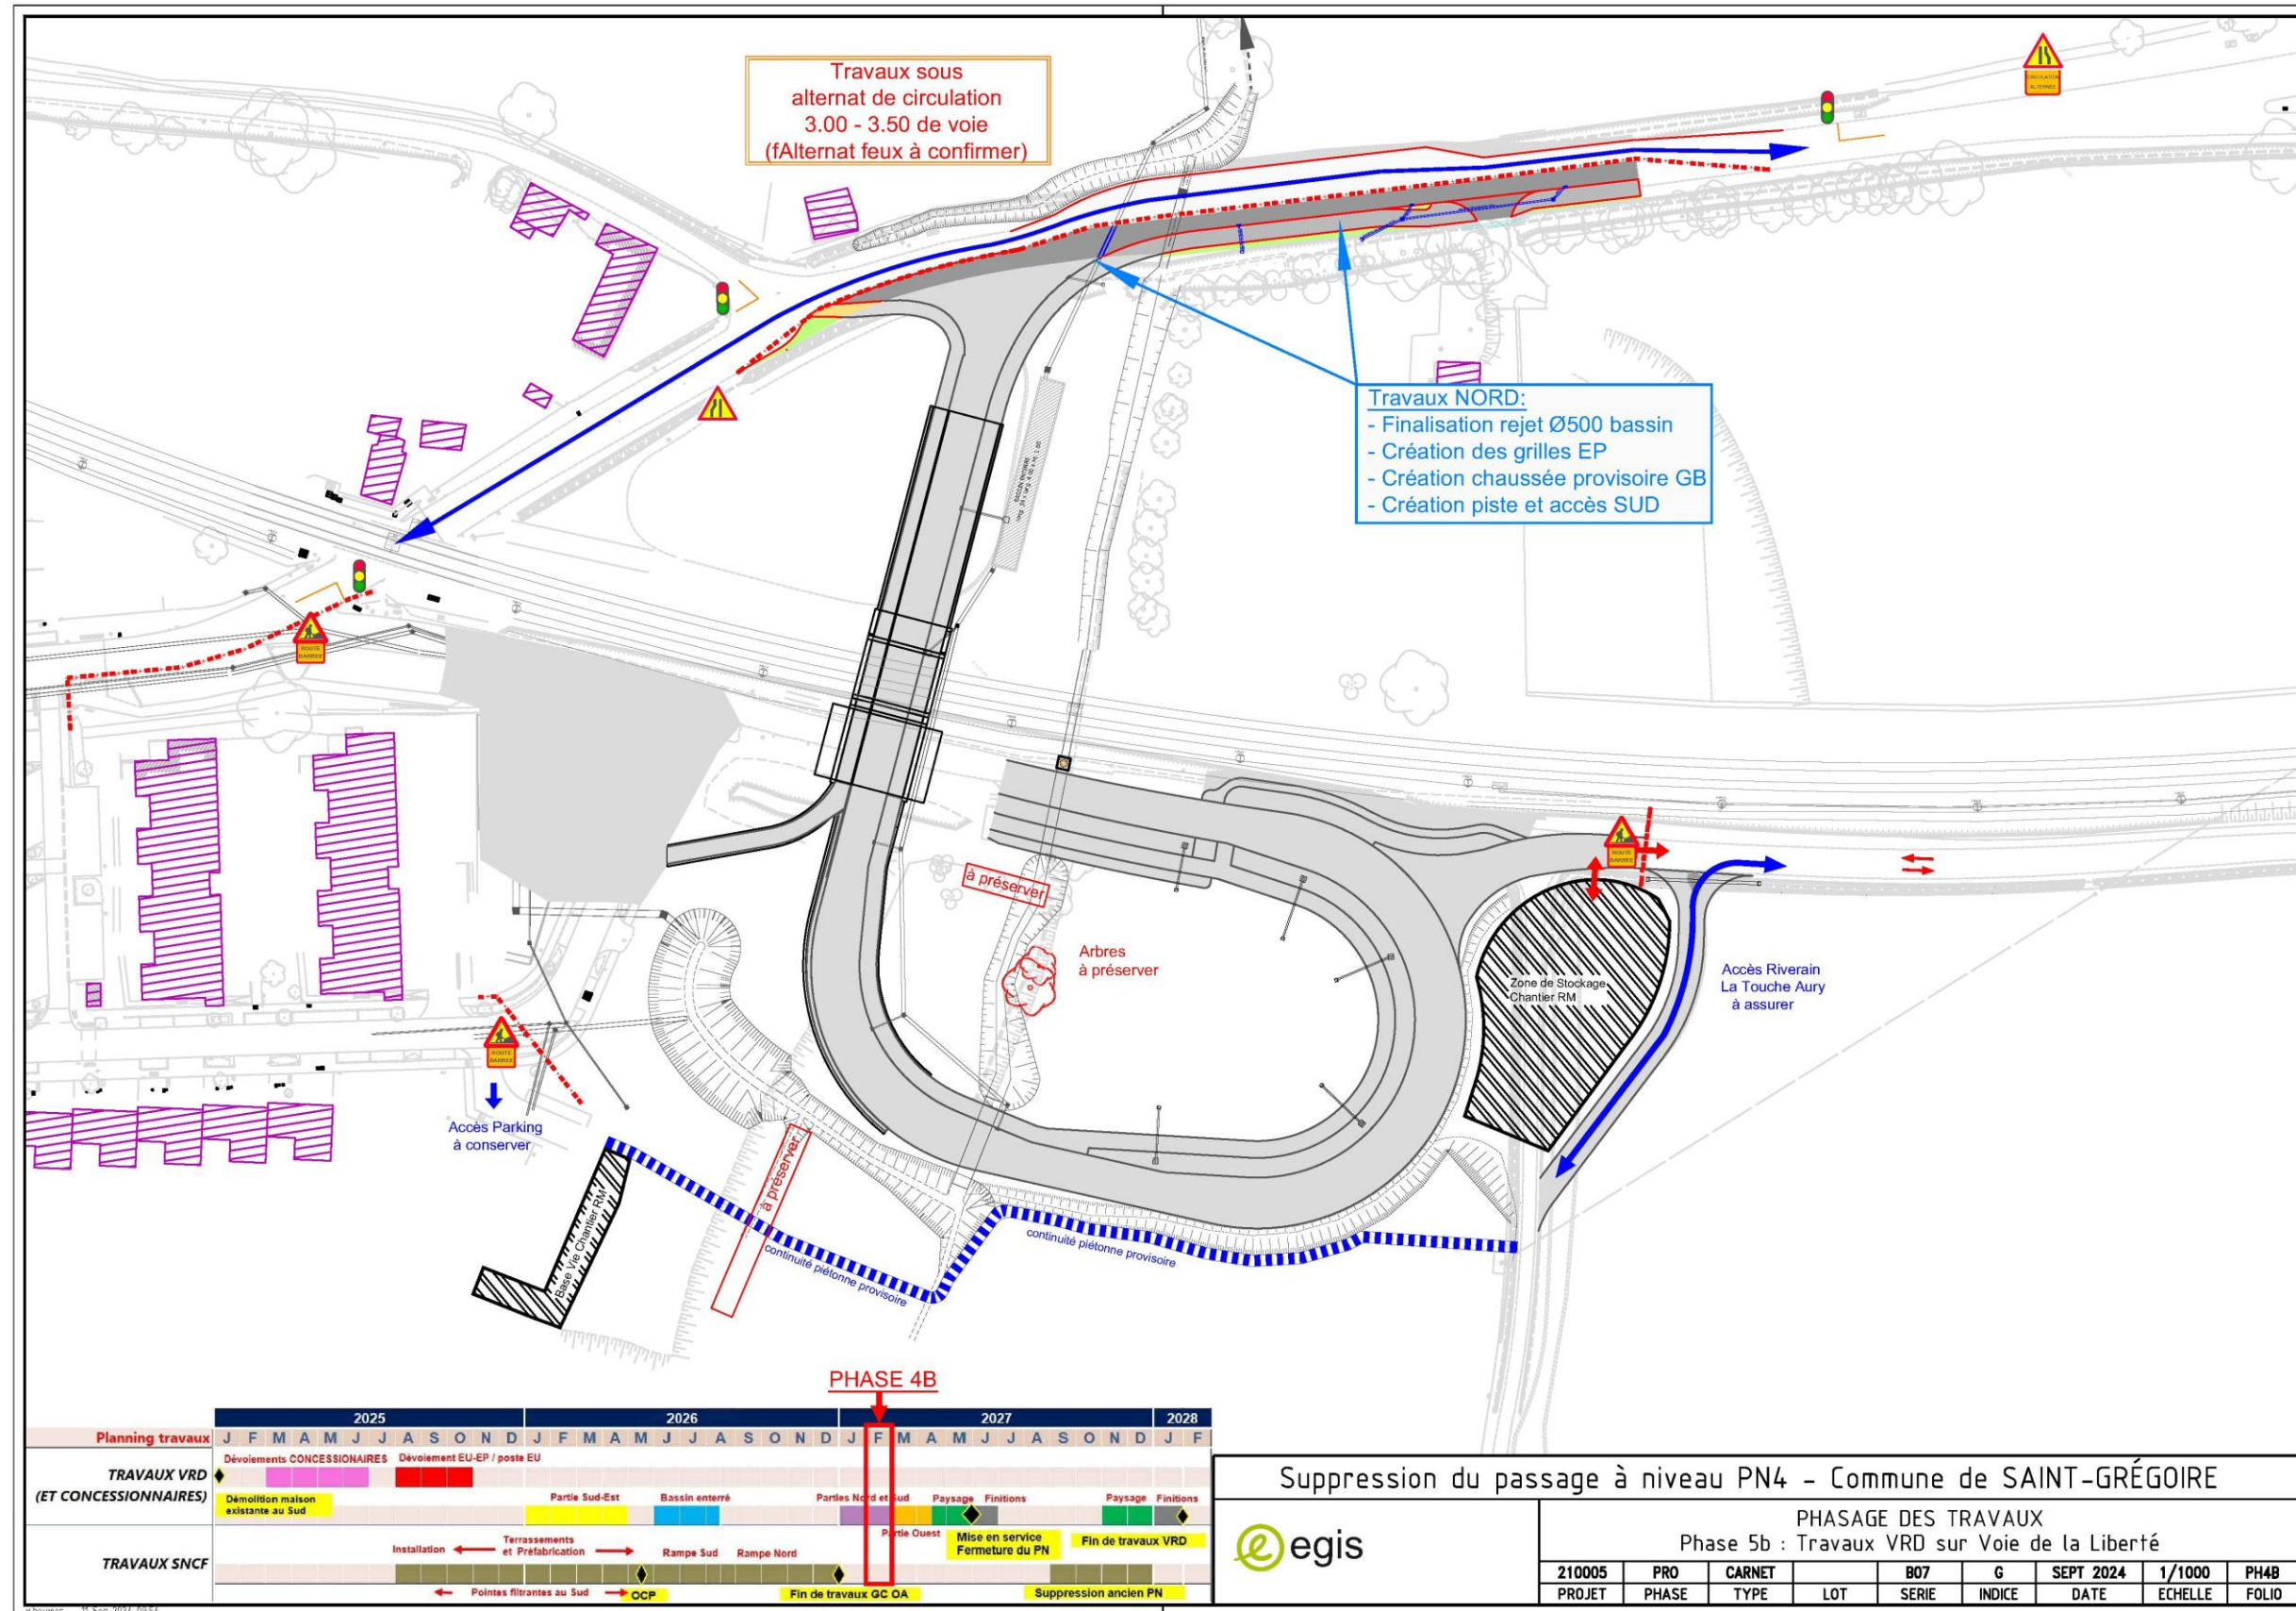 Travaux sous
alternat de circulation
3.00 - 3.50 de voie
(fAlternat feux à confirmer)
CIRCULATION
ALTERNEE
Travaux NORD:
- Finalisation rejet Ø500 bassin
- Création des grilles EP
- Création chaussée provisoire GB
- Création piste et accès SUD
ROUTE
BARREE
ROUTE
BARREE
à préserver
Arbres
à préserver
Zone de Stockage
Chantier RM
Accès Riverain
La Touche Aury
à assurer
ROUTE
BARREE
Accès Parking
à conserver
à préserver
Base Vie Chantier RM
continuité piétonne provisoire
continuité piétonne provisoire
PHASE 4B
2025 2026 2027 2028
Planning travaux J F M A M J J A S O N D J F M A M J J A S O N D J F M A M J J A S O N D J F
TRAVAUX VRD
(ET CONCESSIONNAIRES)
Dévoiements CONCESSIONAIRES Dévoiement EU-EP / poste EU
Démolition maison
existante au Sud
Partie Sud-Est Bassin enterré Parties Nord et Sud Paysage Finitions Paysage Finitions
Partie Ouest
Mise en service
Fermeture du PN
Fin de travaux VRD
TRAVAUX SNCF
Installation
Terrassements
et Préfabrication
Rampe Sud Rampe Nord
Pointes filtrantes au Sud OCP Fin de travaux GC OA Suppression ancien PN
Suppression du passage à niveau PN4 - Commune de SAINT-GRÉGOIRE
egis
PHASAGE DES TRAVAUX
Phase 5b : Travaux VRD sur Voie de la Liberté
210005 PRO CARNET B07 G SEPT 2024 1/1000 PH4B
PROJET PHASE TYPE LOT SERIE INDICE DATE ECHELLE FOLIO